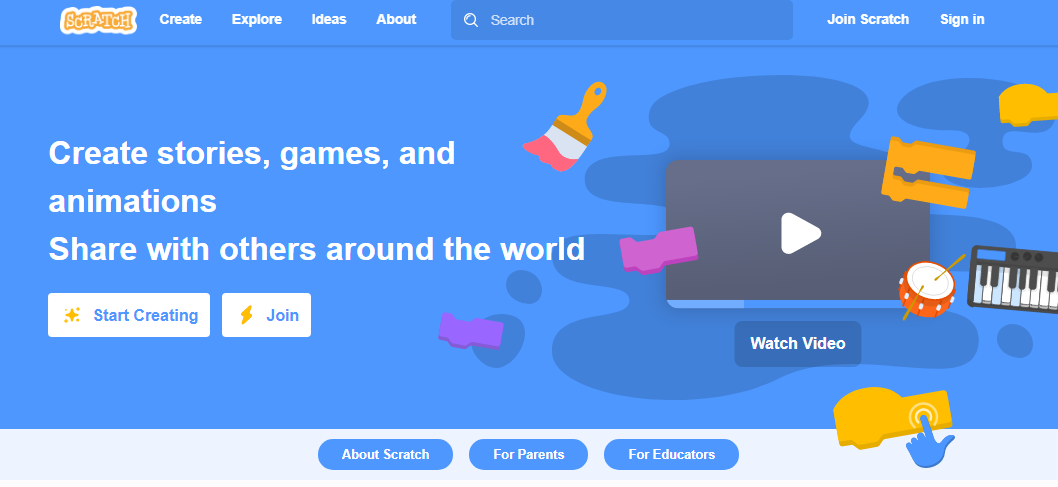 SCRATCH
Create
Explore
Ideas
About
Search
Join Scratch
Sign in
Create stories, games, and
animations
Share with others around the world
Start Creating
Join
Watch Video
About Scratch
For Parents
For Educators